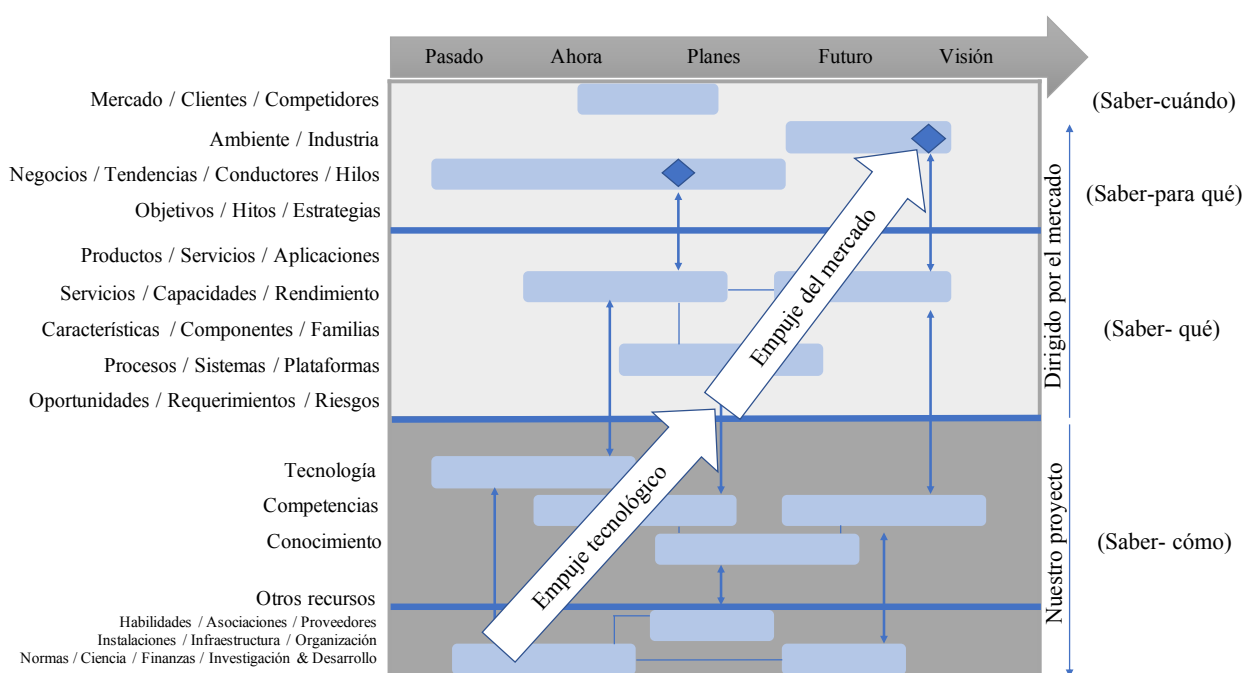 Pasado Ahora Planes Futuro Visión
Mercado / Clientes / Competidores
(Saber-cuándo)
Ambiente / Industria
Negocios / Tendencias / Conductores / Hilos
(Saber-para qué)
Objetivos / Hitos / Estrategias
Productos / Servicios / Aplicaciones
Servicios / Capacidades / Rendimiento
Características / Componentes / Familias
(Saber- qué)
Procesos / Sistemas / Plataformas
Oportunidades / Requerimientos / Riesgos
Empuje del mercado
Dirigido por el mercado
Tecnología
Competencias
Conocimiento
(Saber- cómo)
Otros recursos
Habilidades / Asociaciones / Proveedores
Instalaciones / Infraestructura / Organización
Normas / Ciencia / Finanzas / Investigación & Desarrollo
Empuje tecnológico
Nuestro proyecto